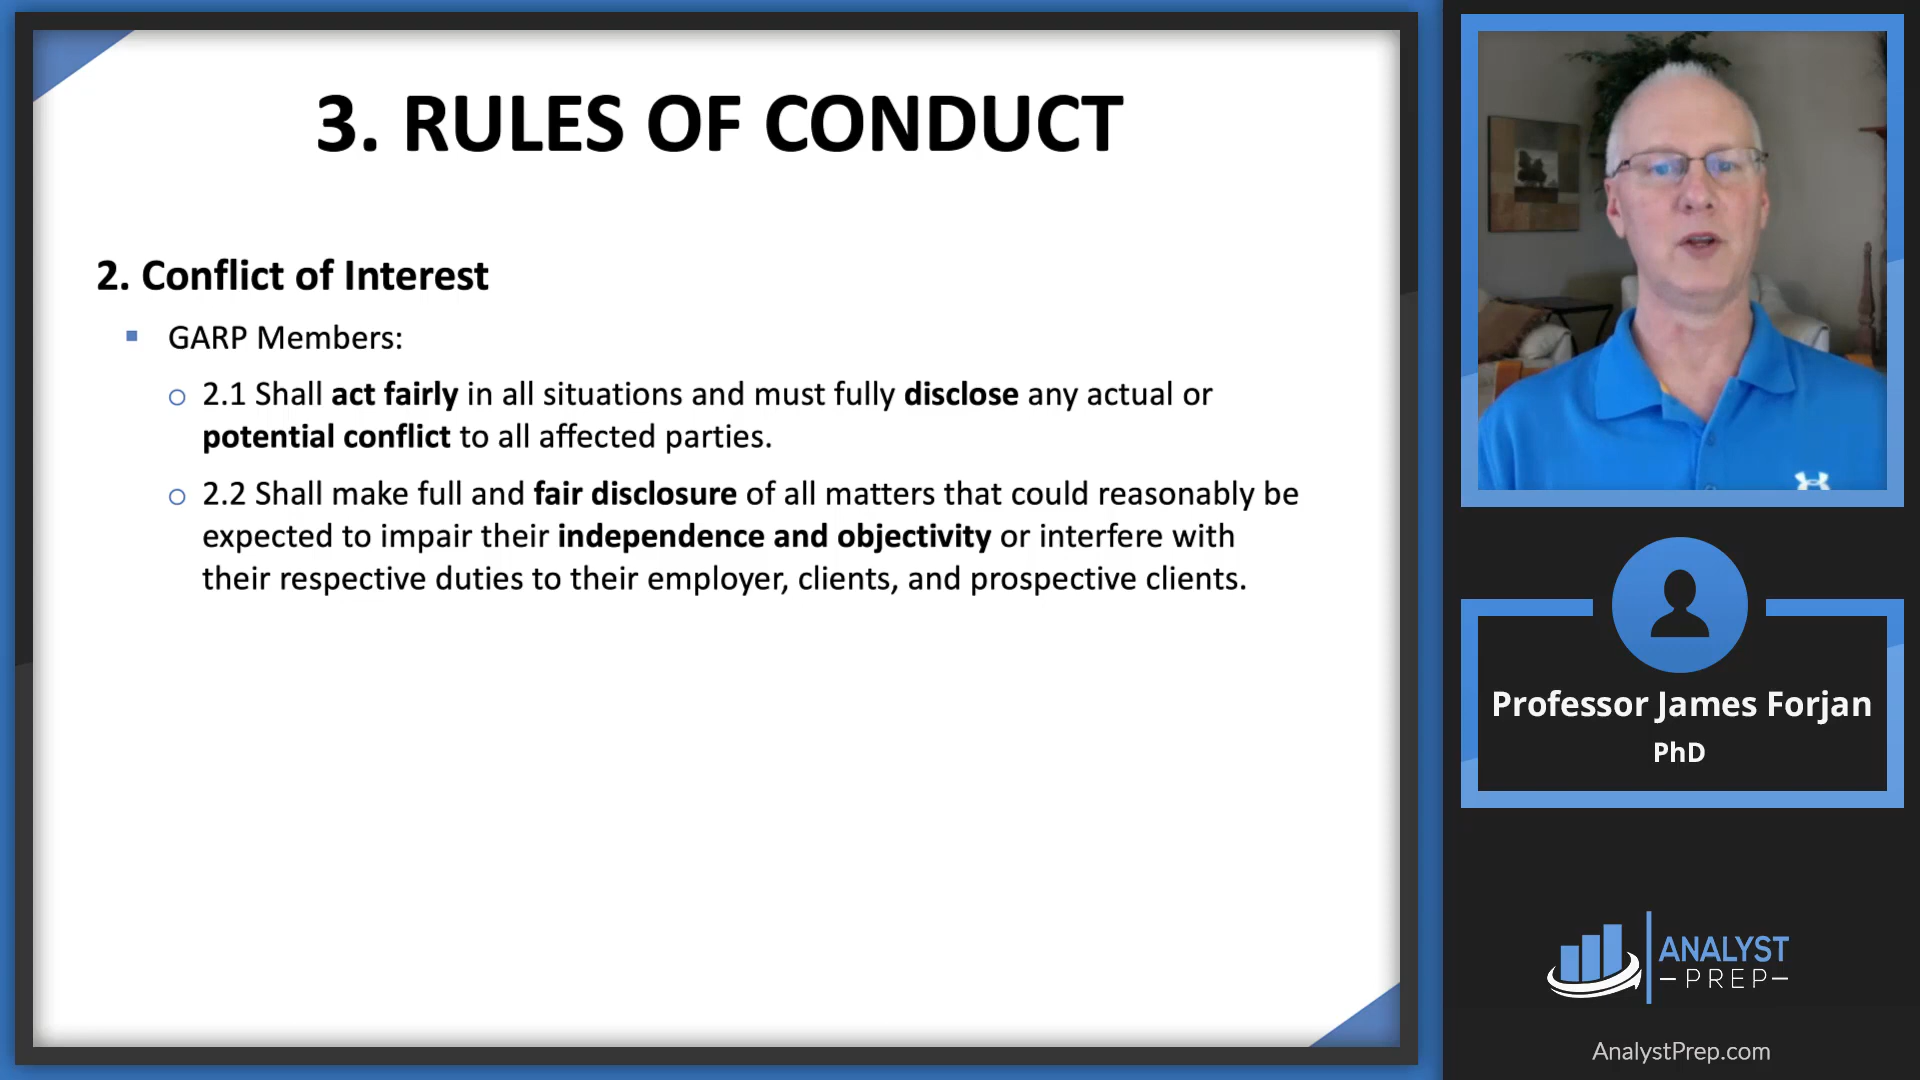 3. RULES OF CONDUCT
2. Conflict of Interest
GARP Members:
2.1 Shall act fairly in all situations and must fully disclose any actual or
potential conflict to all affected parties.
2.2 Shall make full and fair disclosure of all matters that could reasonably be
expected to impair their independence and objectivity or interfere with
their respective duties to their employer, clients, and prospective clients.
Professor James Forjan
PhD
ANALYST
PREP
AnalystPrep.com